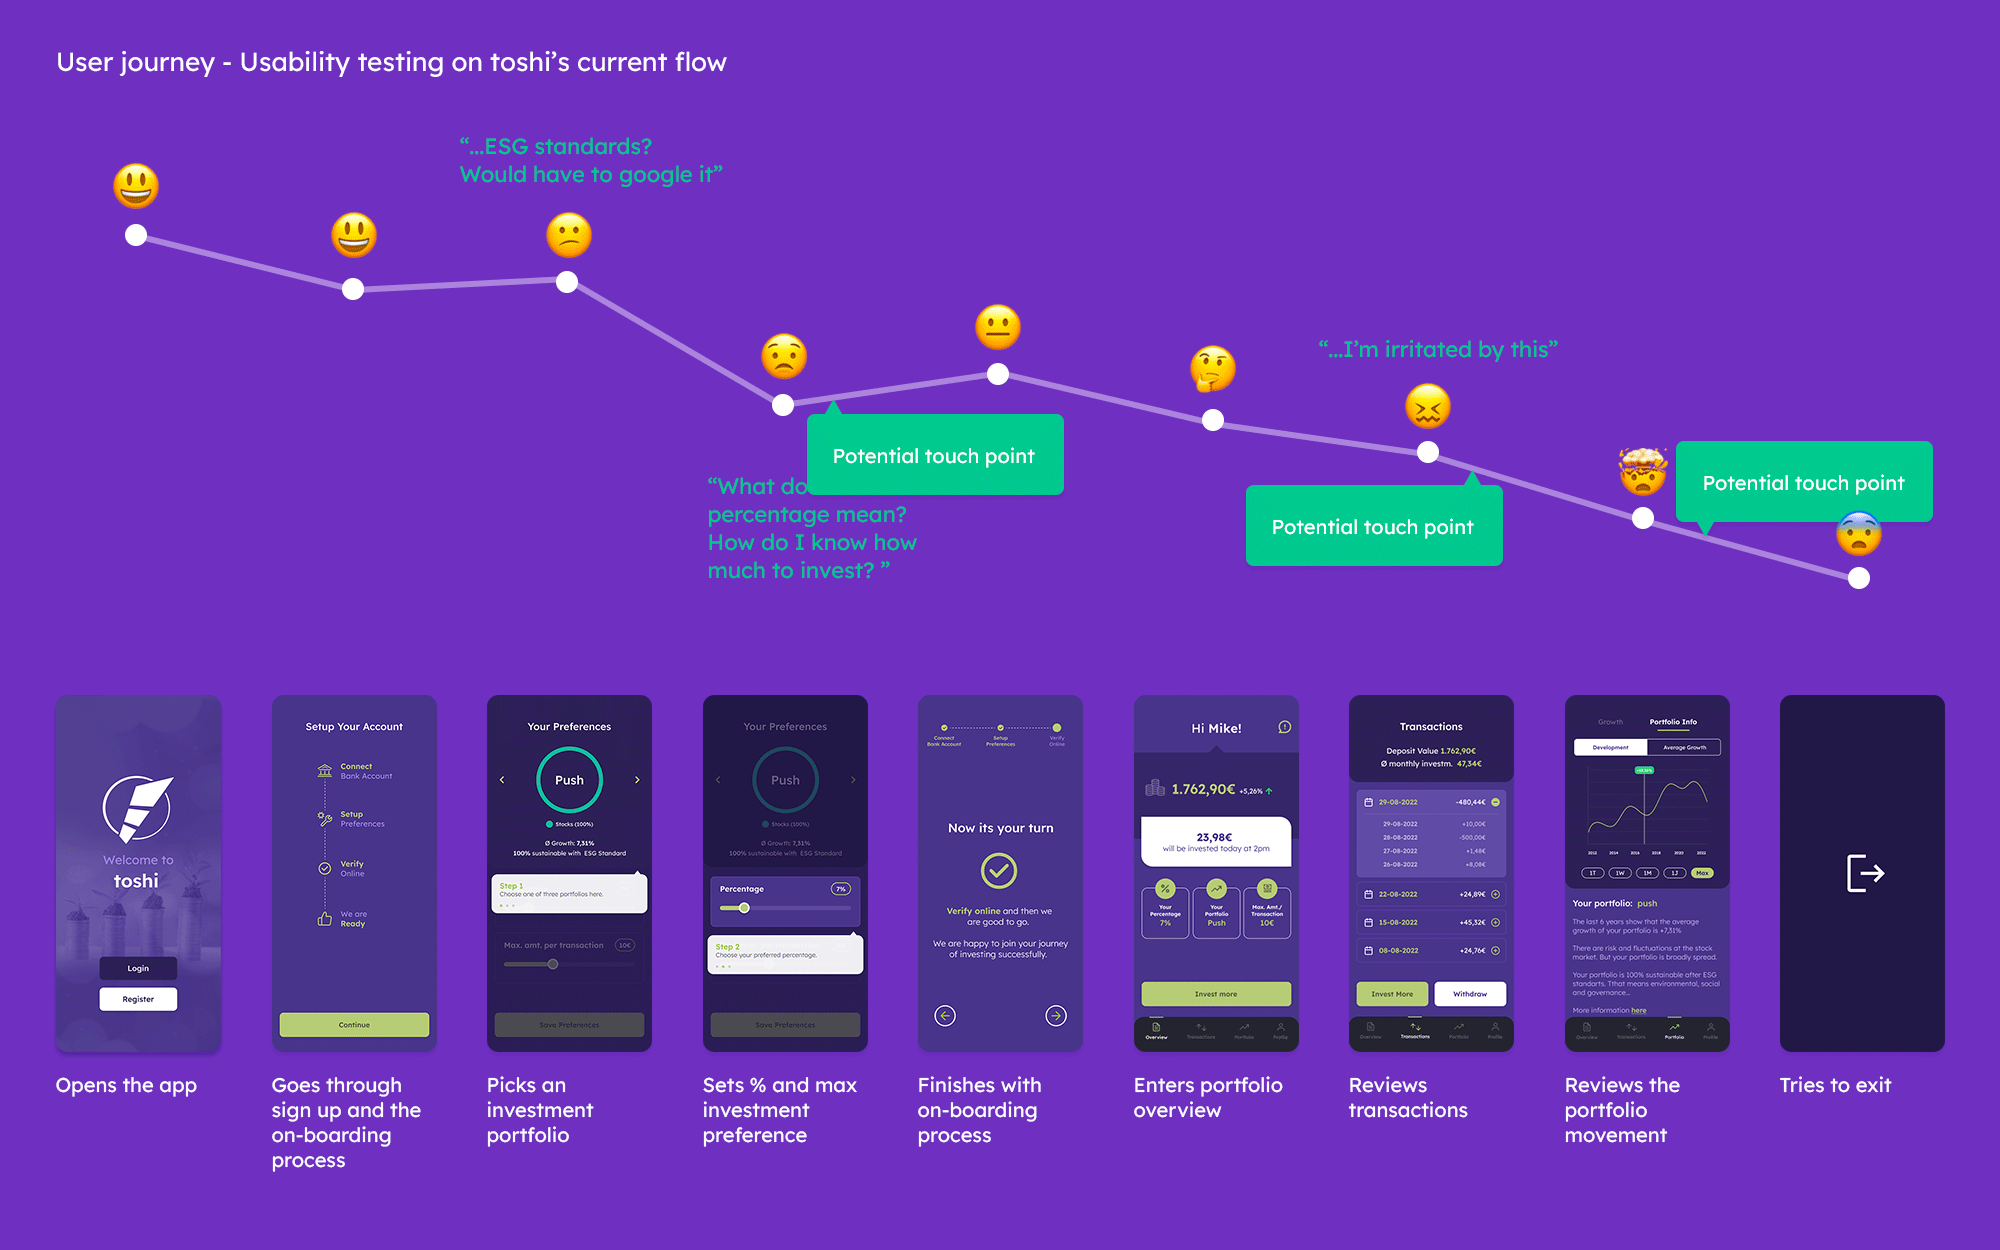 User journey - Usability testing on toshi’s current flow
“...ESG standards?
Would have to google it”
“...I’m irritated by this”
Potential touch point
Potential touch point
Potential touch point
“What do
percentage mean?
How do I know how
much to invest? ”
Welcome to
toshi
Login
Register
Opens the app
Setup Your Account
Connect
Bank Account
Setup
Preferences
Verify
Online
We are
Ready
Continue
Goes through
sign up and the
on-boarding
process
Your Preferences
Push
Stocks (100%)
Ø Growth: 7,31%
100% sustainable with ESG Standard
Step 1
Choose one of three portfolios here.
Max. amt. per transaction
10€
Save Preferences
Picks an
investment
portfolio
Your Preferences
Push
Stocks (100%)
Ø Growth: 7,31%
100% sustainable with ESG Standard
Percentage
7%
Step 2
Choose your preferred percentage.
Save Preferences
Sets % and max
investment
preference
Connect
Bank Account
Setup
Preferences
Verify
Online
Now its your turn
Verify online and then we
are good to go.
We are happy to join your journey
of investing successfully.
Finishes with
on-boarding
process
Hi Mike!
1.762,90€ +5,26%
23,98€
will be invested today at 2pm
Your
Percentage
7%
Your
Portfolio
Push
Max. Amt./
Transaction
10€
Invest more
Overview Transactions Portfolio Profile
Enters portfolio
overview
Transactions
Deposit Value 1.762,90€
Ø monthly investm. 47,34€
29-08-2022 -480,44€
29-08-2022 +10,00€
28-08-2022 -500,00€
27-08-2022 +1,48€
26-08-2022 +8,08€
22-08-2022 +24,89€
15-08-2022 +45,32€
08-08-2022 +24,76€
Invest More
Withdraw
Overview Transactions Portfolio Profile
Reviews
transactions
Growth Portfolio Info
Development Average Growth
2012 2014 2016 2018 2020 2022
1T 1W 1M 1J Max
Your portfolio: push
The last 6 years show that the average
growth of your portfolio is +7,31%
There are risk and fluctuations at the stock
market. But your portfolio is broadly spread.
Your portfolio is 100% sustainable after ESG
standarts. Tthat means environmental, social
and governance...
More information here
Overview Transactions Portfolio Profile
Reviews the
portfolio
movement
Tries to exit